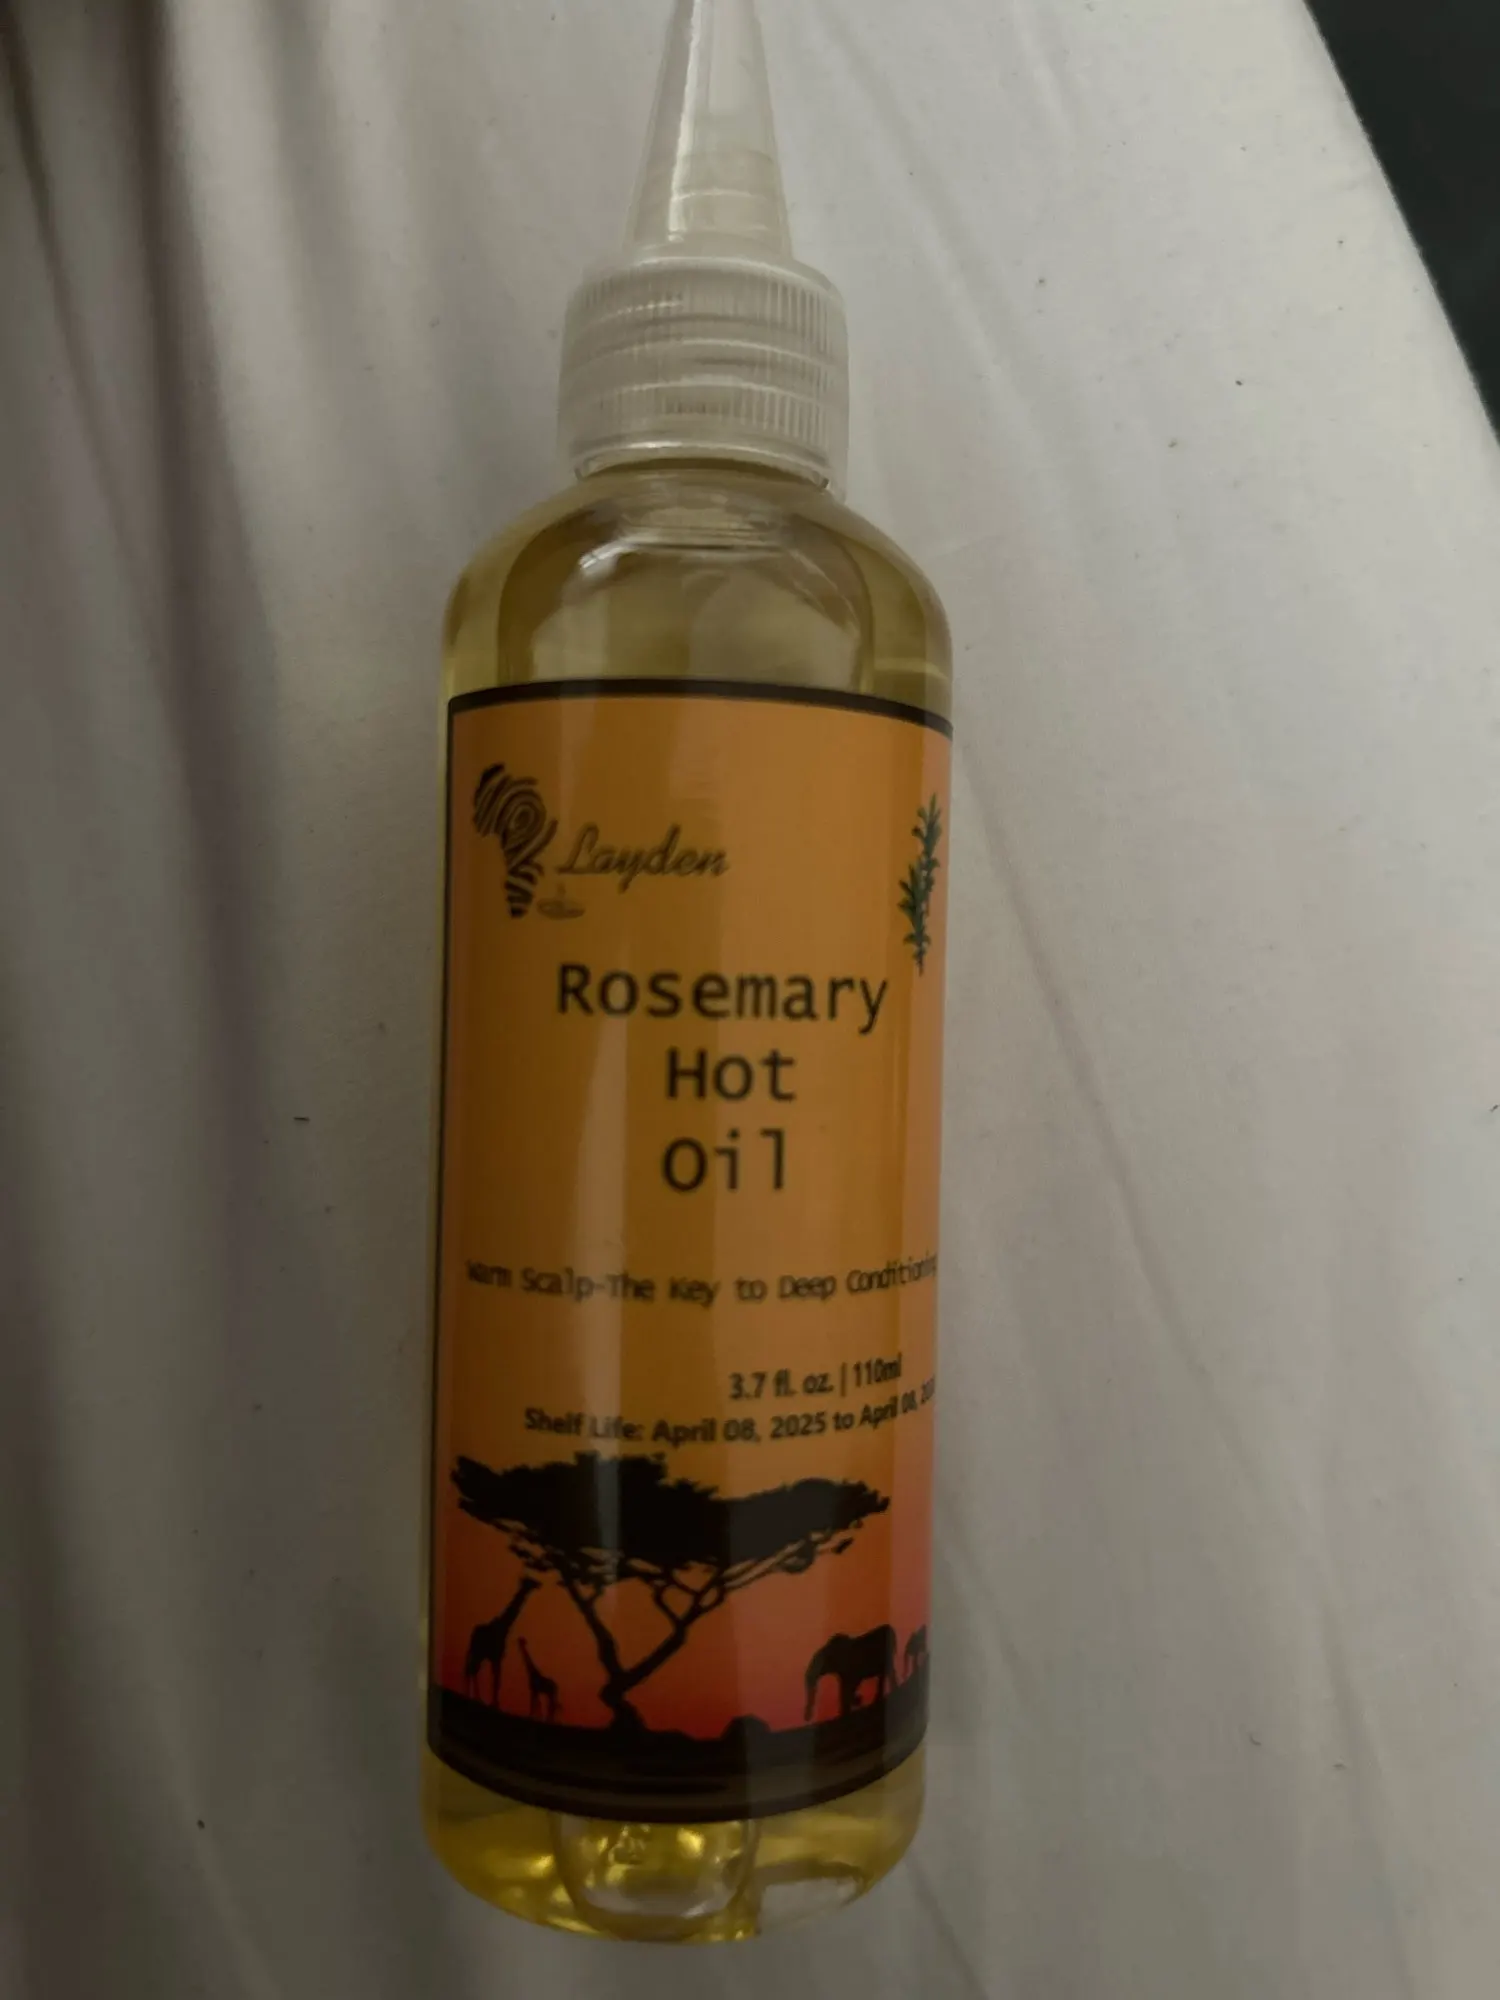 Layden
Rosemary
Hot
Oil
Warm Scalp-The Key to Deep Conditioning
3.7 fl. oz. | 110ml
Shelf Life: April 08, 2025 to April 08,